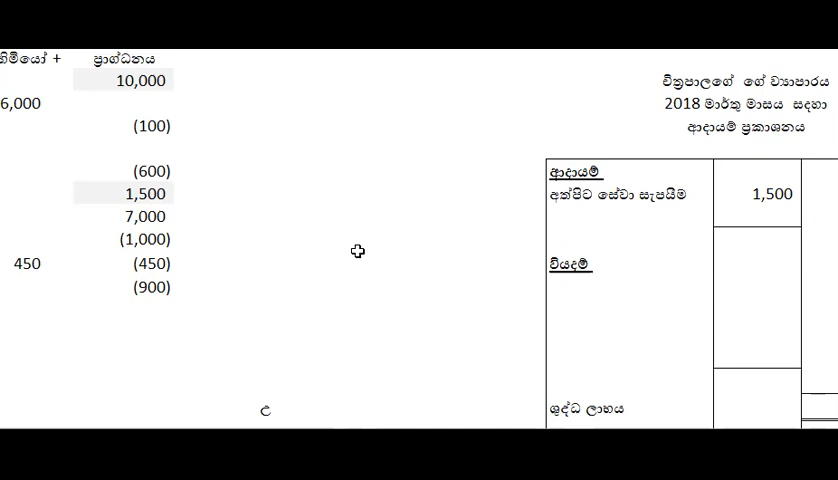 හිමියෝ + ප්‍රාග්ධනය
10,000
6,000
(100)
(600)
1,500
7,000
(1,000)
450 (450)
(900)
උ
චිත්‍රපාලගේ ගේ ව්‍යාපාරය
2018 මාර්තු මාසය සදහා
ආදායම් ප්‍රකාශනය
ආදායම්
අත්පිට සේවා සැපයීම 1,500
වියදම්
ශුද්ධ ලාභය